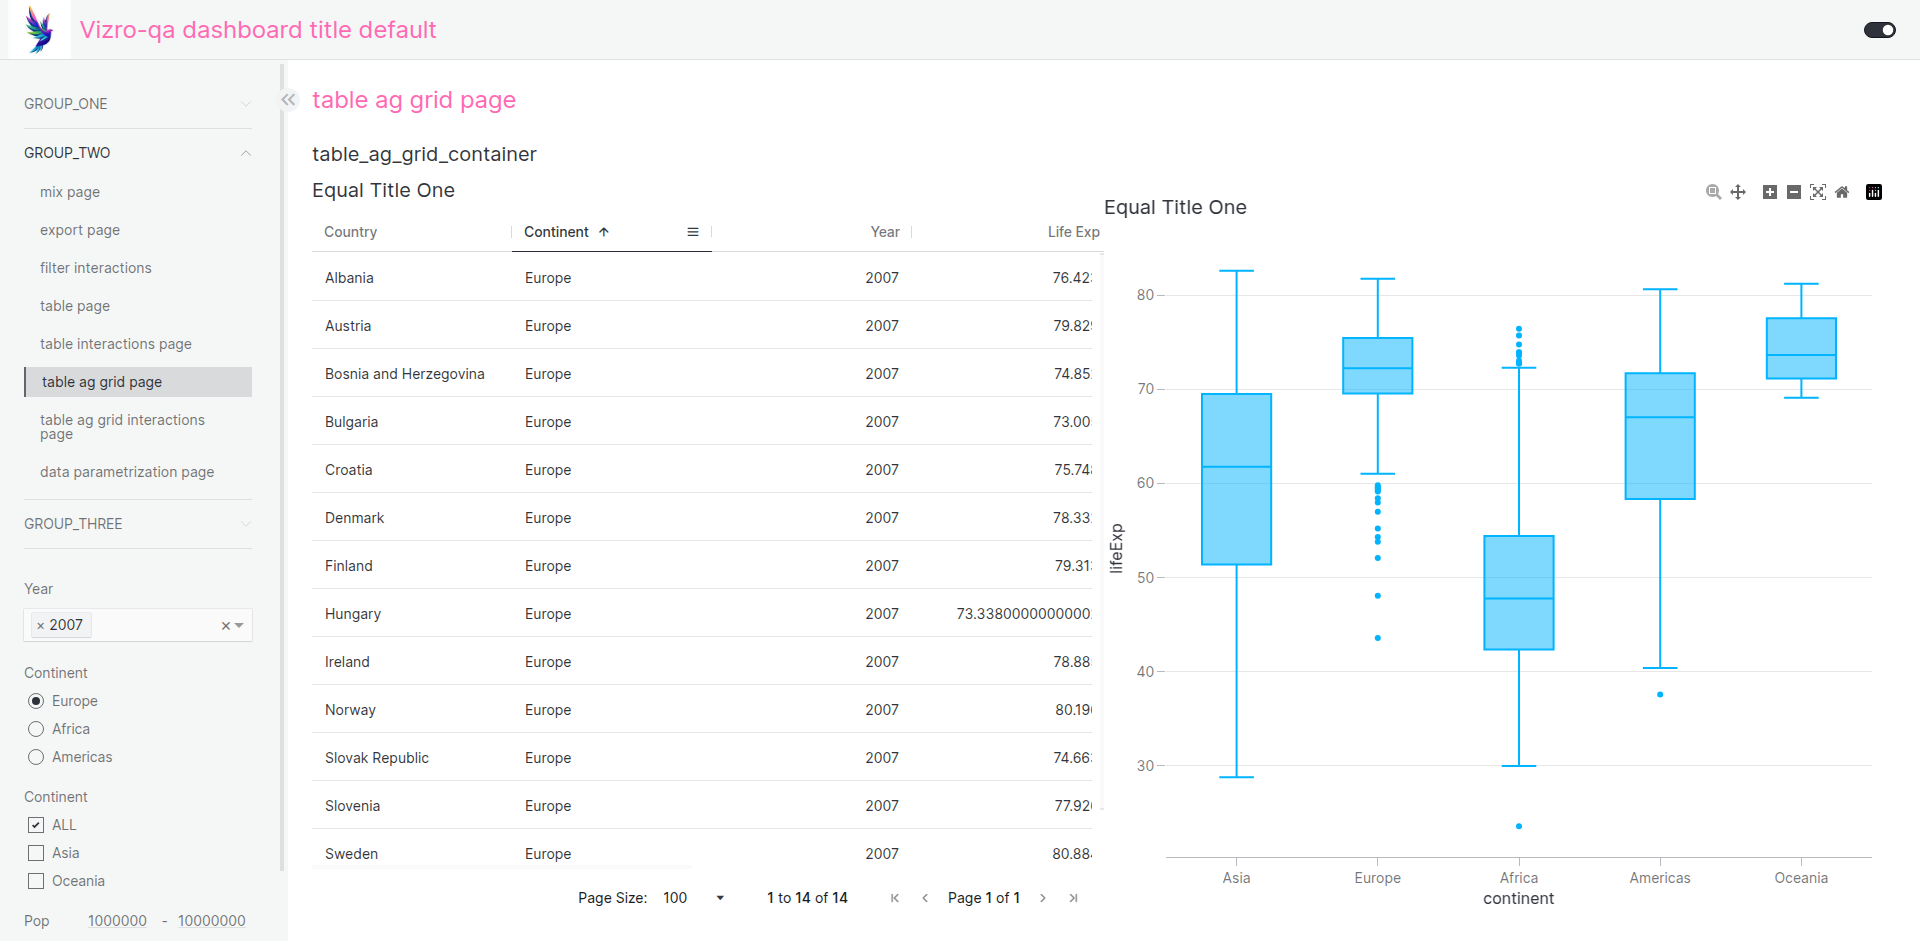 Vizro-qa dashboard title default
GROUP_ONE
GROUP_TWO
mix page
export page
filter interactions
table page
table interactions page
table ag grid page
table ag grid interactions
page
data parametrization page
GROUP_THREE
Year
× 2007
Continent
Europe
Africa
Americas
Continent
ALL
Asia
Oceania
Pop 1000000 - 10000000
table ag grid page
table_ag_grid_container
Equal Title One
Country Continent Year Life Exp
Albania Europe 2007 76.42
Austria Europe 2007 79.82
Bosnia and Herzegovina Europe 2007 74.85
Bulgaria Europe 2007 73.00
Croatia Europe 2007 75.74
Denmark Europe 2007 78.33
Finland Europe 2007 79.31
Hungary Europe 2007 73.3380000000000
Ireland Europe 2007 78.88
Norway Europe 2007 80.19
Slovak Republic Europe 2007 74.66
Slovenia Europe 2007 77.92
Sweden Europe 2007 80.88
Page Size: 100 1 to 14 of 14 Page 1 of 1
Equal Title One
80
70
60
50
40
30
lifeExp
Asia Europe Africa Americas Oceania
continent